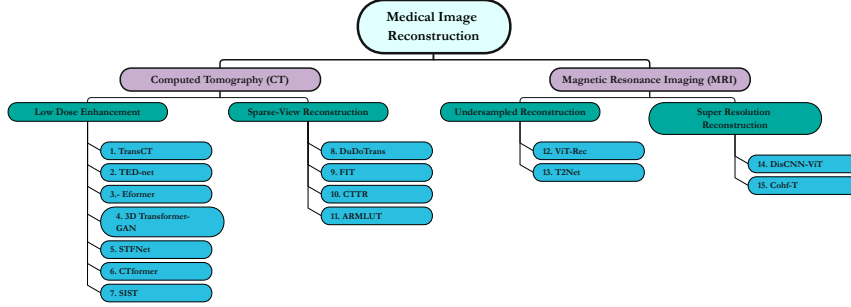 Medical Image
Reconstruction
Computed Tomography (CT)
Magnetic Resonance Imaging (MRI)
Low Dose Enhancement
Sparse-View Reconstruction
Undersampled Reconstruction
Super Resolution
Reconstruction
1. TransCT
2. TED-net
3.- Eformer
4. 3D Transformer-
GAN
5. STFNet
6. CTformer
7. SIST
8. DuDoTrans
9. FIT
10. CTTR
11. ARMLUT
12. ViT-Rec
13. T2Net
14. DisCNN-ViT
15. Cohf-T